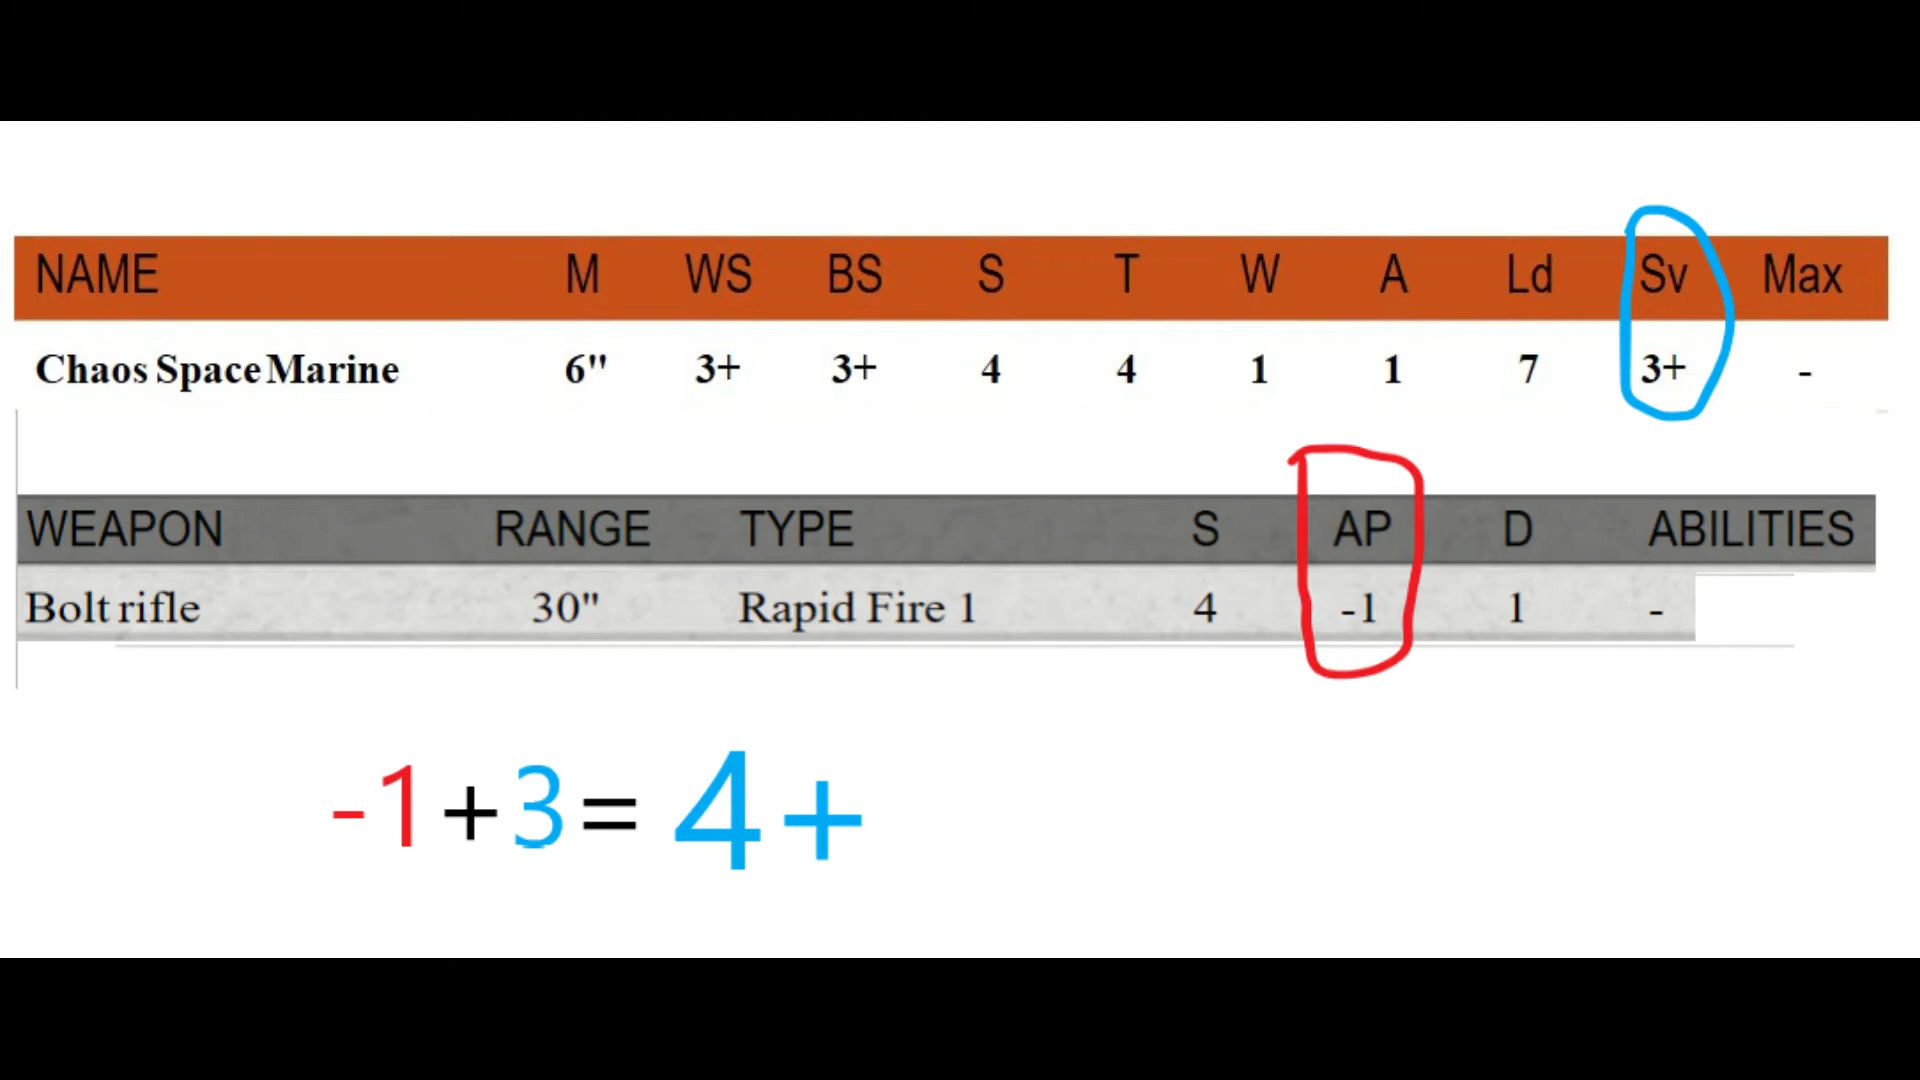 NAME M WS BS S T W A Ld Sv Max
Chaos Space Marine 6" 3+ 3+ 4 4 1 1 7 3+ -
WEAPON RANGE TYPE S AP D ABILITIES
Bolt rifle 30" Rapid Fire 1 4 -1 1 -
-1+3= 4+